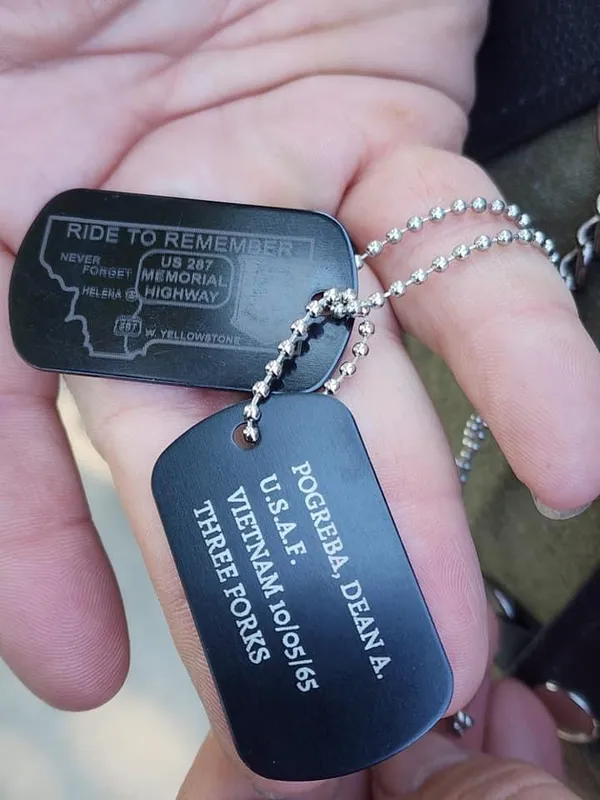 RIDE TO REMEMBER
NEVER FORGET
US 287
MEMORIAL
HIGHWAY
HELENA
287
W. YELLOWSTONE
POGREBA, DEAN A.
U.S.A.F.
VIETNAM 10/05/65
THREE FORKS